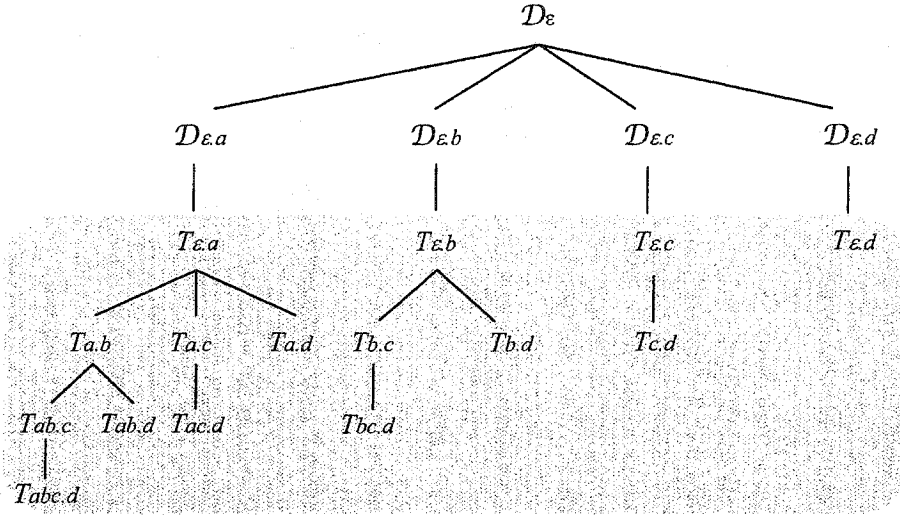 𝒟ε
𝒟ε.a 𝒟ε.b 𝒟ε.c 𝒟ε.d
Tε.a Tε.b Tε.c Tε.d
Ta.b Ta.c Ta.d Tb.c Tb.d Tc.d
Tab.c Tab.d Tac.d Tbc.d
Tabc.d